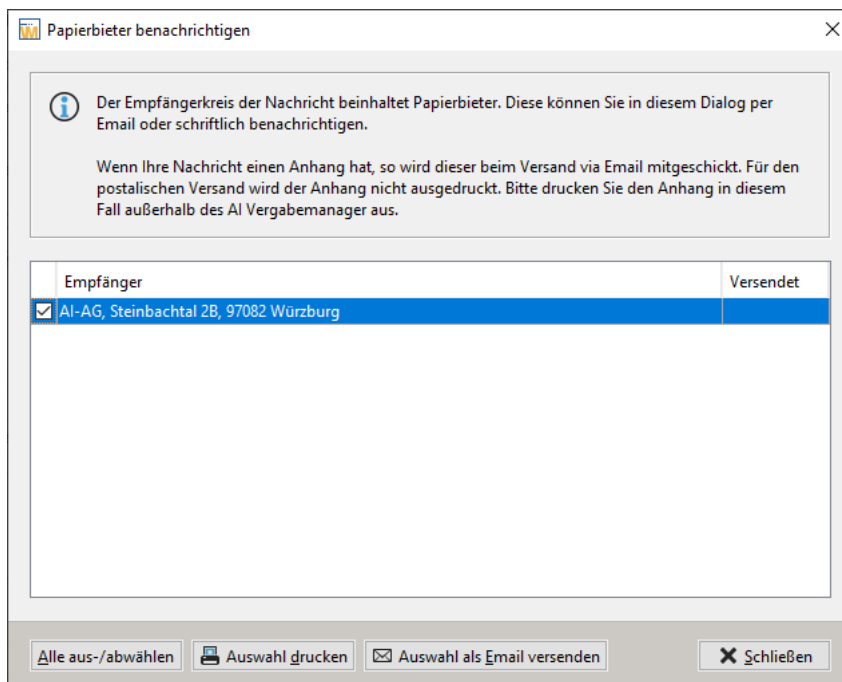 Papierbieter benachrichtigen
Der Empfängerkreis der Nachricht beinhaltet Papierbieter. Diese können Sie in diesem Dialog per
Email oder schriftlich benachrichtigen.
Wenn Ihre Nachricht einen Anhang hat, so wird dieser beim Versand via Email mitgeschickt. Für den
postalischen Versand wird der Anhang nicht ausgedruckt. Bitte drucken Sie den Anhang in diesem
Fall außerhalb des AI Vergabemanager aus.
Empfänger Versendet
AI-AG, Steinbachtal 2B, 97082 Würzburg
Alle aus-/abwählen Auswahl drucken Auswahl als Email versenden Schließen